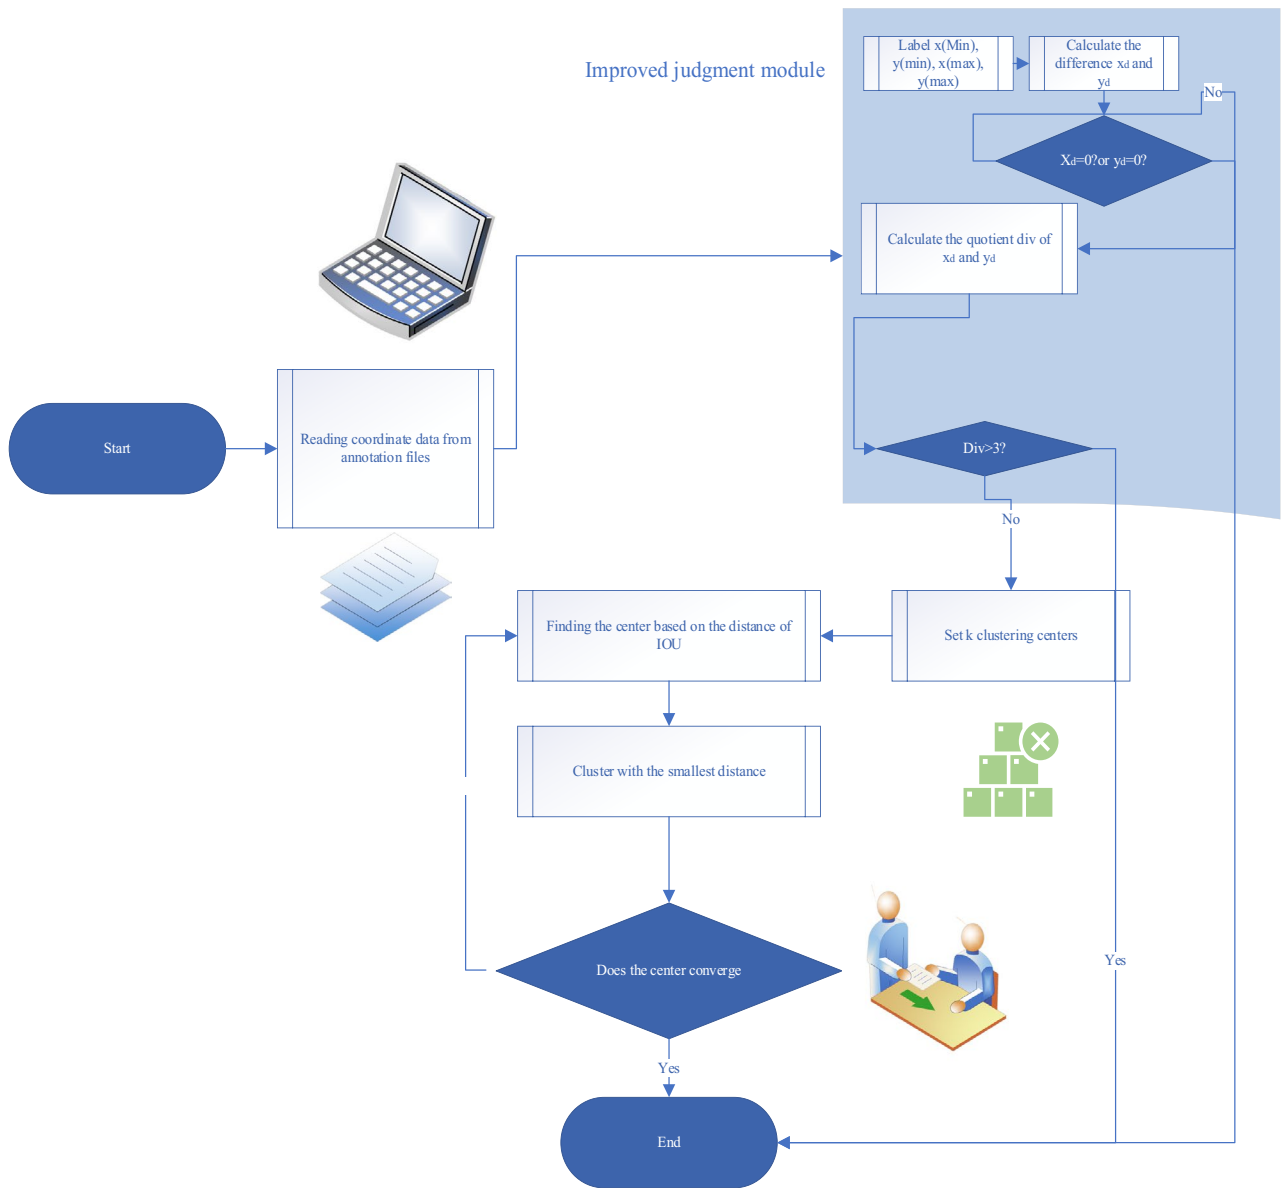 Improved judgment module
Label x(Min),
y(min), x(max),
y(max)
Calculate the
difference xd and
yd
No
Xd=0?or yd=0?
Calculate the quotient div of
xd and yd
Start
Reading coordinate data from
annotation files
Div>3?
No
Finding the center based on the distance of
IOU
Set k clustering centers
Cluster with the smallest distance
Does the center converge
Yes
Yes
End